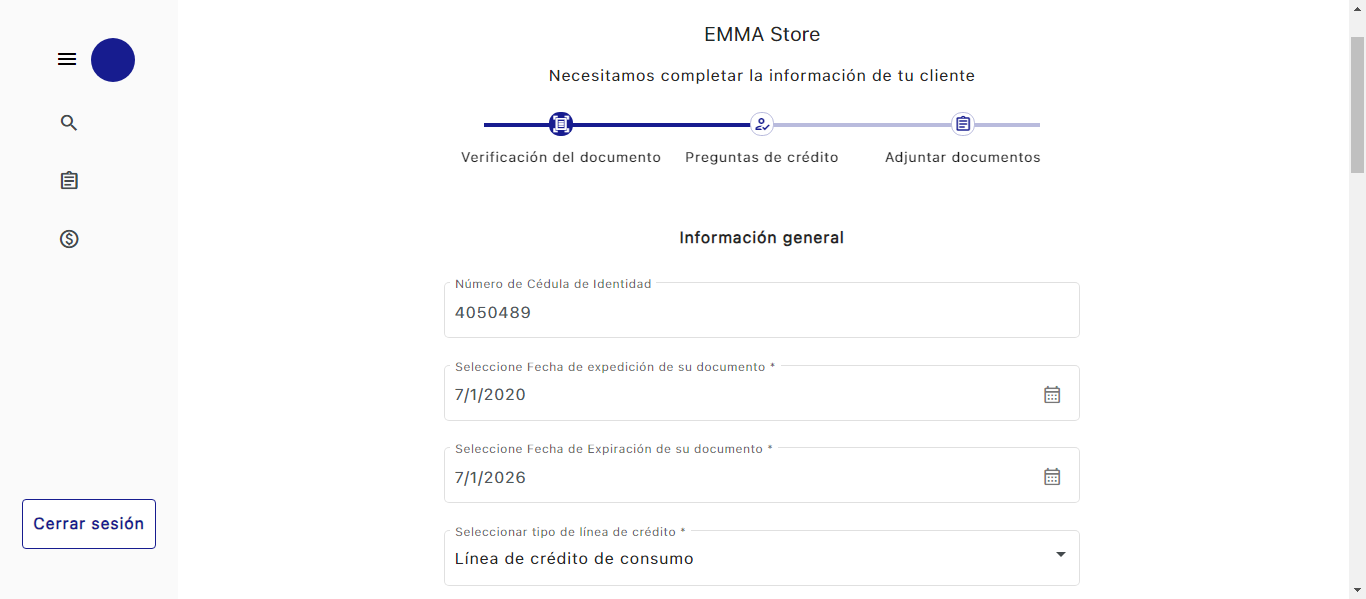 EMMA Store
Necesitamos completar la información de tu cliente
Verificación del documento
Preguntas de crédito
Adjuntar documentos
Información general
Número de Cédula de Identidad
4050489
Seleccione Fecha de expedición de su documento *
7/1/2020
Seleccione Fecha de Expiración de su documento *
7/1/2026
Seleccionar tipo de línea de crédito *
Línea de crédito de consumo
Cerrar sesión